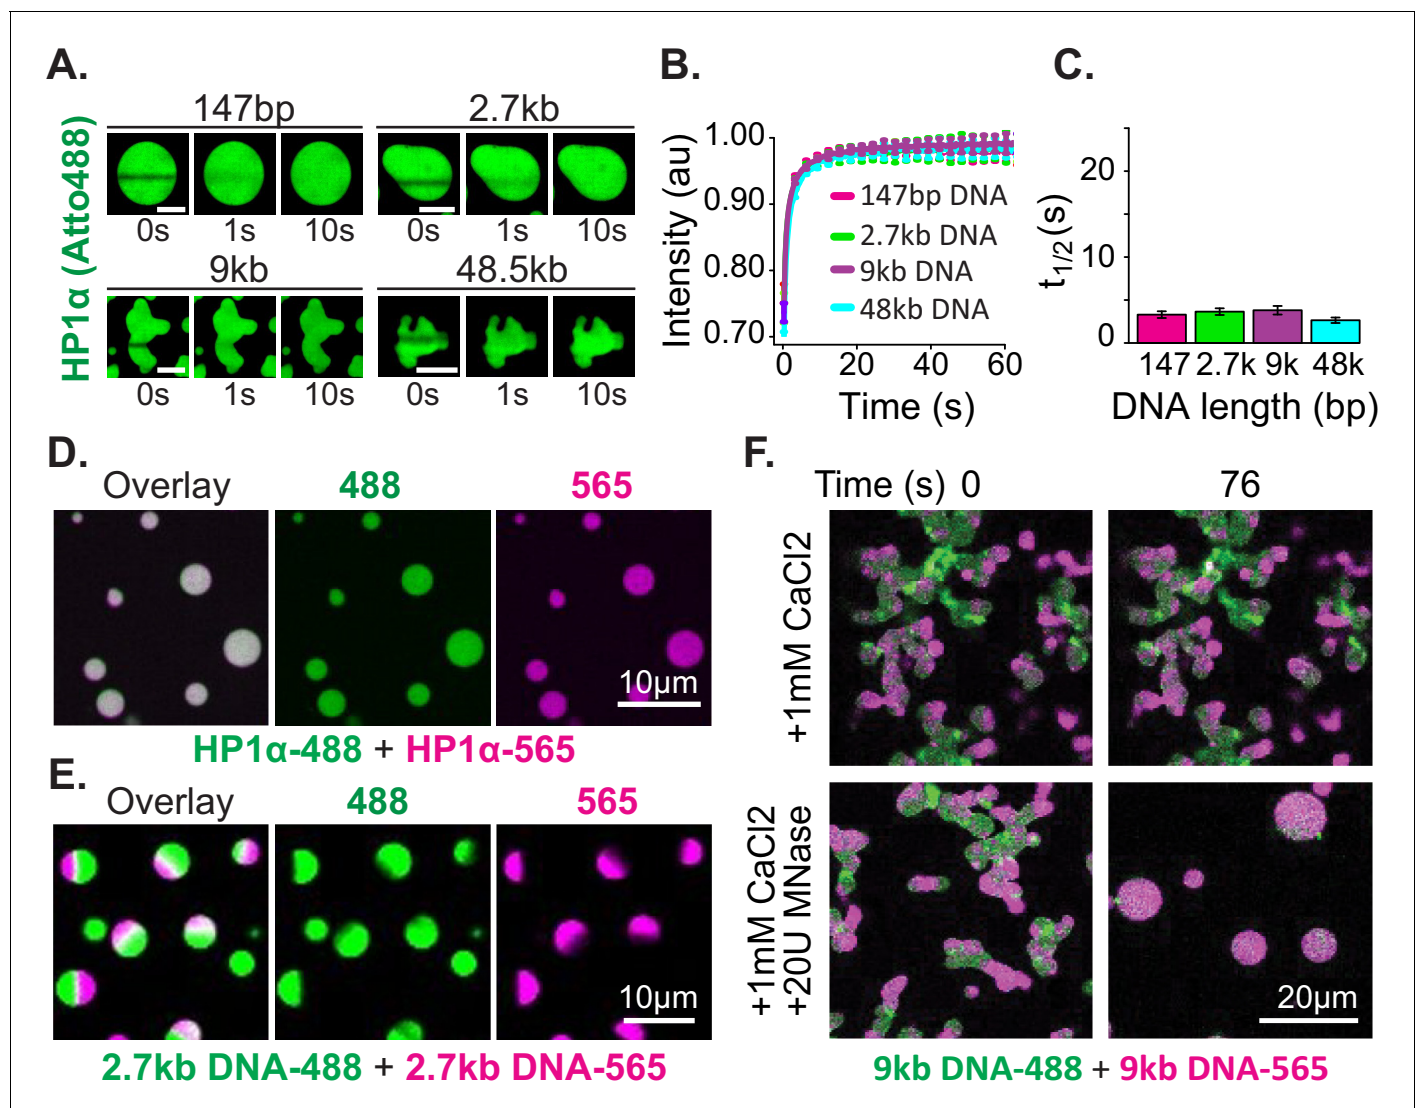 A.
HP1α (Atto488)
147bp
2.7kb
0s 1s 10s
0s 1s 10s
9kb
48.5kb
0s 1s 10s
0s 1s 10s
B.
Intensity (au)
1.00
0.90
0.80
0.70
147bp DNA
2.7kb DNA
9kb DNA
48kb DNA
0 20 40 60
Time (s)
C.
t1/2(s)
20
10
0
147 2.7k 9k 48k
DNA length (bp)
D.
Overlay 488 565
10µm
HP1α-488 + HP1α-565
E.
Overlay 488 565
10µm
2.7kb DNA-488 + 2.7kb DNA-565
F.
Time (s) 0 76
+1mM CaCl2
+1mM CaCl2
+20U MNase
20µm
9kb DNA-488 + 9kb DNA-565